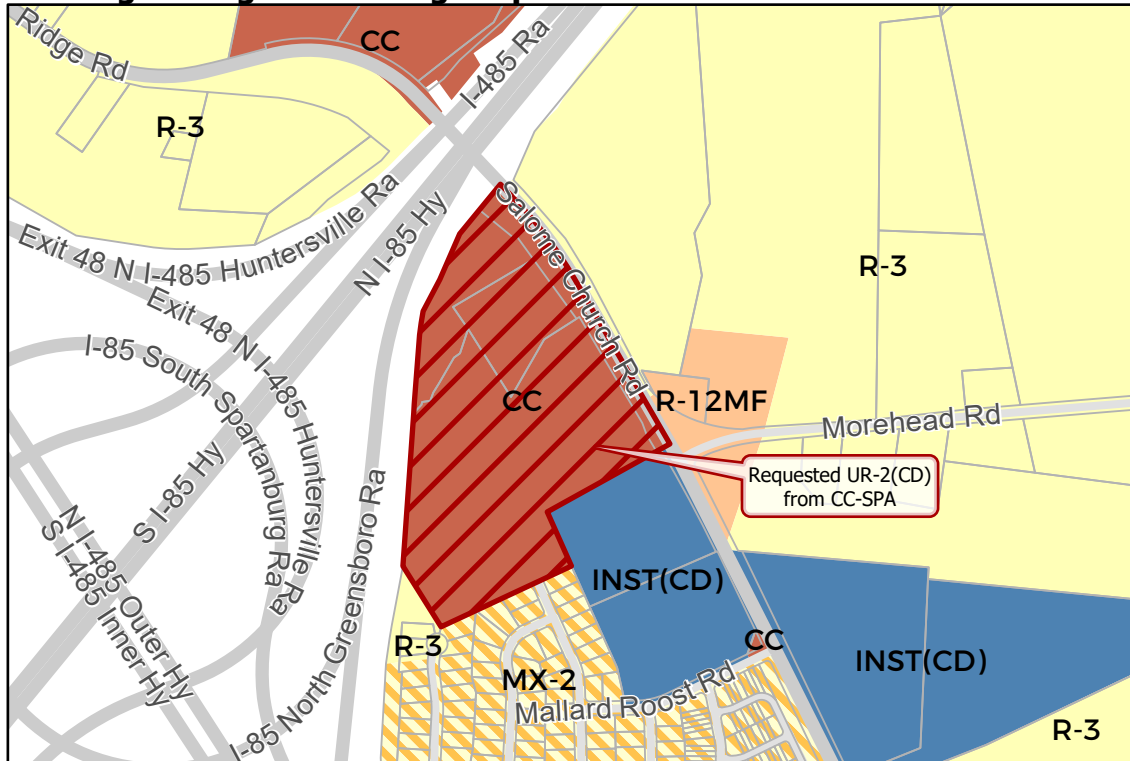 CC
I-485 Ra
Ridge Rd
R-3
Exit 48 N I-485 Huntersville Ra
N I-85 Hy
Salome Church Rd
R-3
Exit 48 N I-485 Huntersville Ra
I-85 South Spartanburg Ra
CC
R-12MF
Morehead Rd
Requested UR-2(CD)
from CC-SPA
S I-85 Hy
N I-485 Outer Hy
S I-485 Inner Hy
I-85 North Greensboro Ra
INST(CD)
R-3
MX-2
CC
INST(CD)
Mallard Roost Rd
R-3